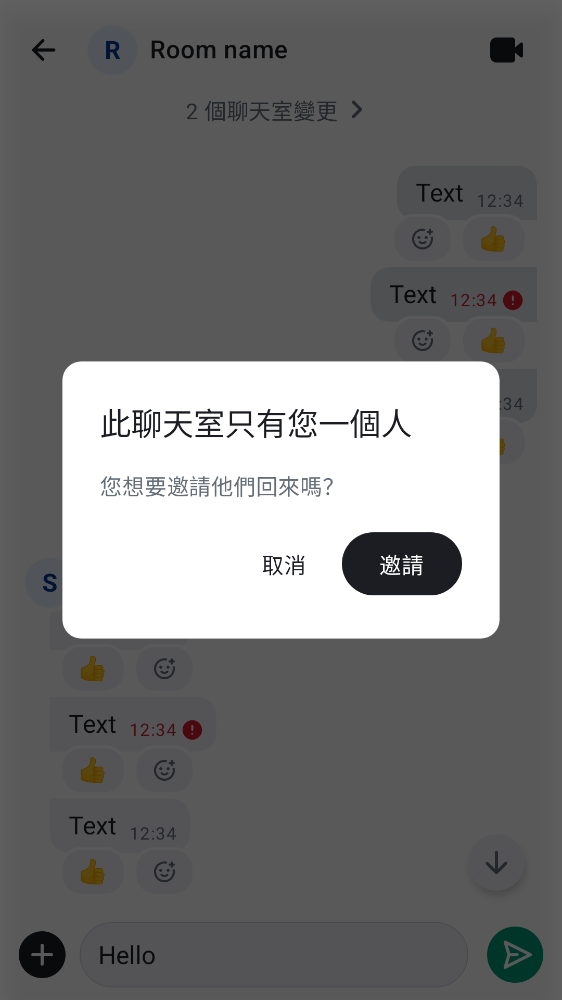 R Room name
2 個聊天室變更
Text 12:34
Text 12:34
:34
此聊天室只有您一個人
您想要邀請他們回來嗎?
取消 邀請
S
Text 12:34
Text 12:34
Hello